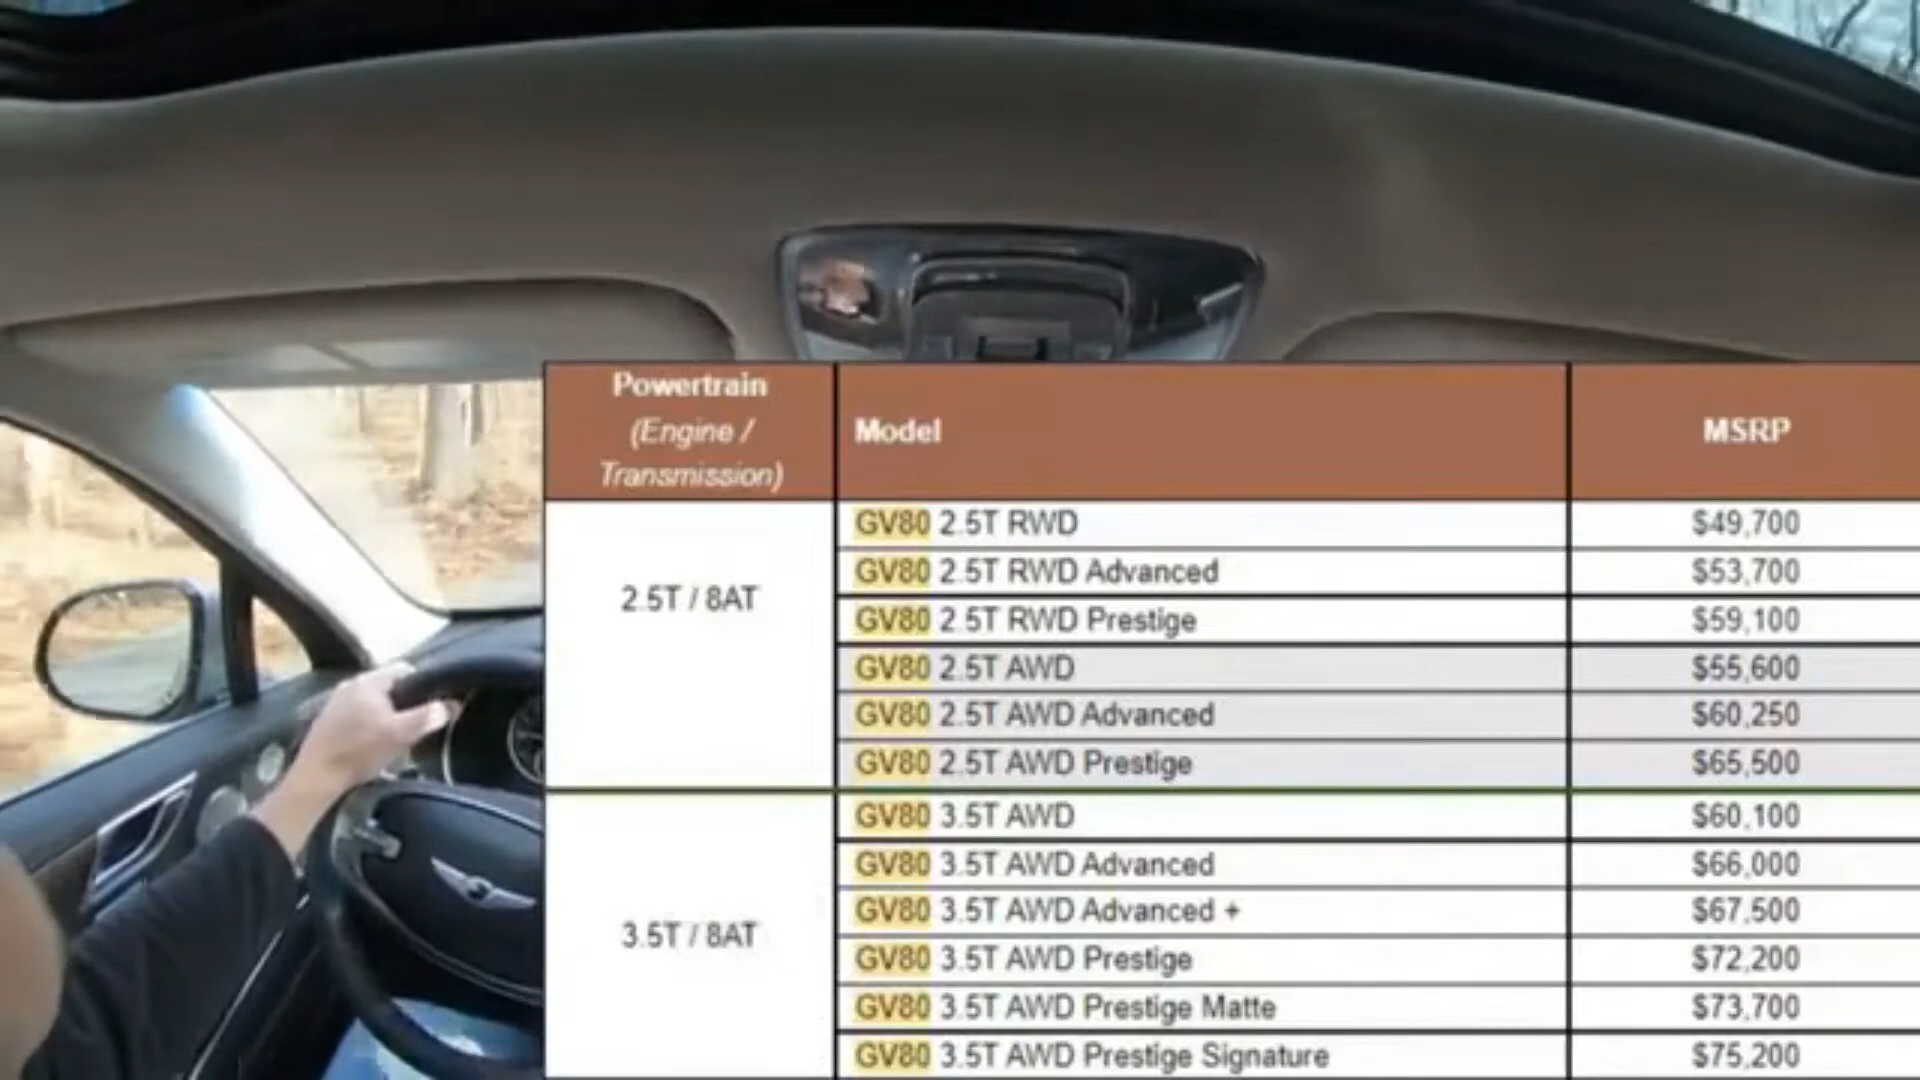 Powertrain
(Engine /
Transmission)
Model
MSRP
2.5T / 8AT
GV80 2.5T RWD
$49,700
GV80 2.5T RWD Advanced
$53,700
GV80 2.5T RWD Prestige
$59,100
GV80 2.5T AWD
$55,600
GV80 2.5T AWD Advanced
$60,250
GV80 2.5T AWD Prestige
$65,500
3.5T / 8AT
GV80 3.5T AWD
$60,100
GV80 3.5T AWD Advanced
$66,000
GV80 3.5T AWD Advanced +
$67,500
GV80 3.5T AWD Prestige
$72,200
GV80 3.5T AWD Prestige Matte
$73,700
GV80 3.5T AWD Prestige Signature
$75,200